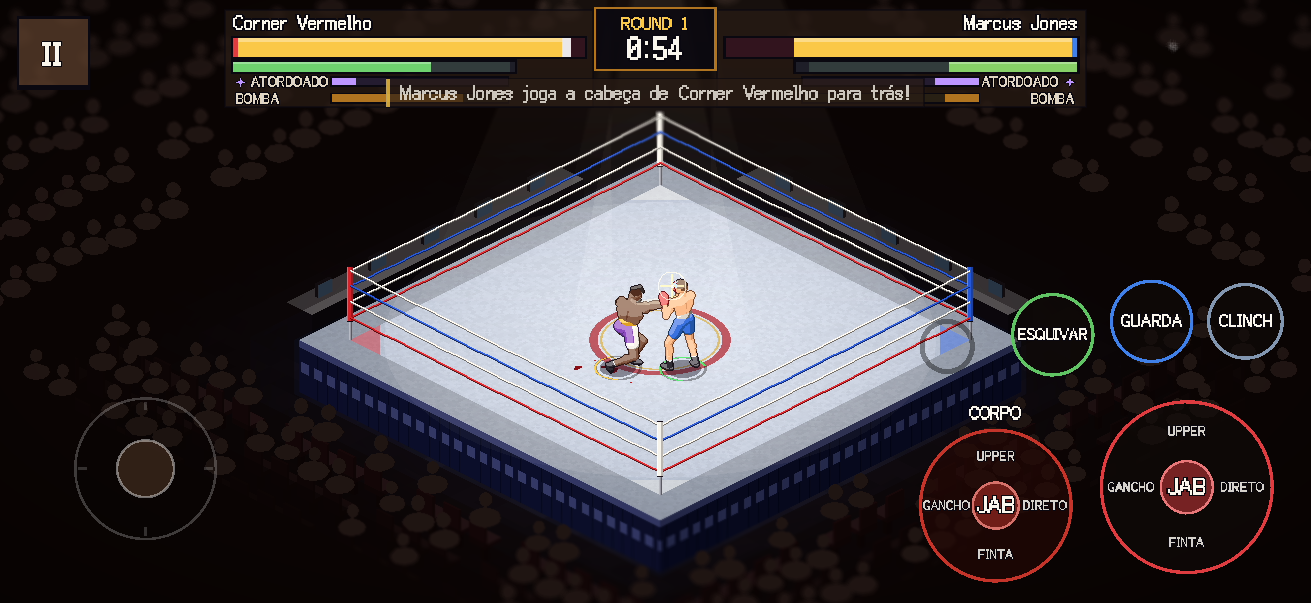 Corner Vermelho
ROUND 1
0:54
Marcus Jones
ATORDOADO
BOMBA
Marcus Jones joga a cabeça de Corner Vermelho para trás!
ATORDOADO
BOMBA
ESQUIVAR
GUARDA
CLINCH
CORPO
UPPER
GANCHO JAB DIRETO
FINTA
UPPER
GANCHO JAB DIRETO
FINTA